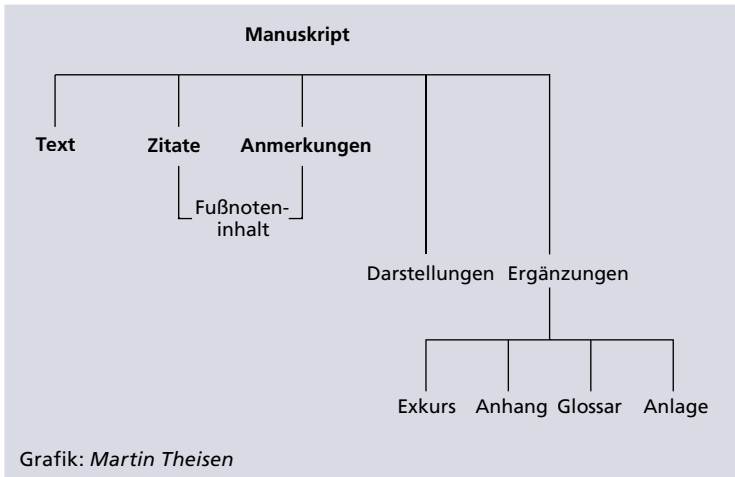 Manuskript
Text Zitate Anmerkungen
Fußnoten-
inhalt
Darstellungen Ergänzungen
Exkurs Anhang Glossar Anlage
Grafik: Martin Theisen